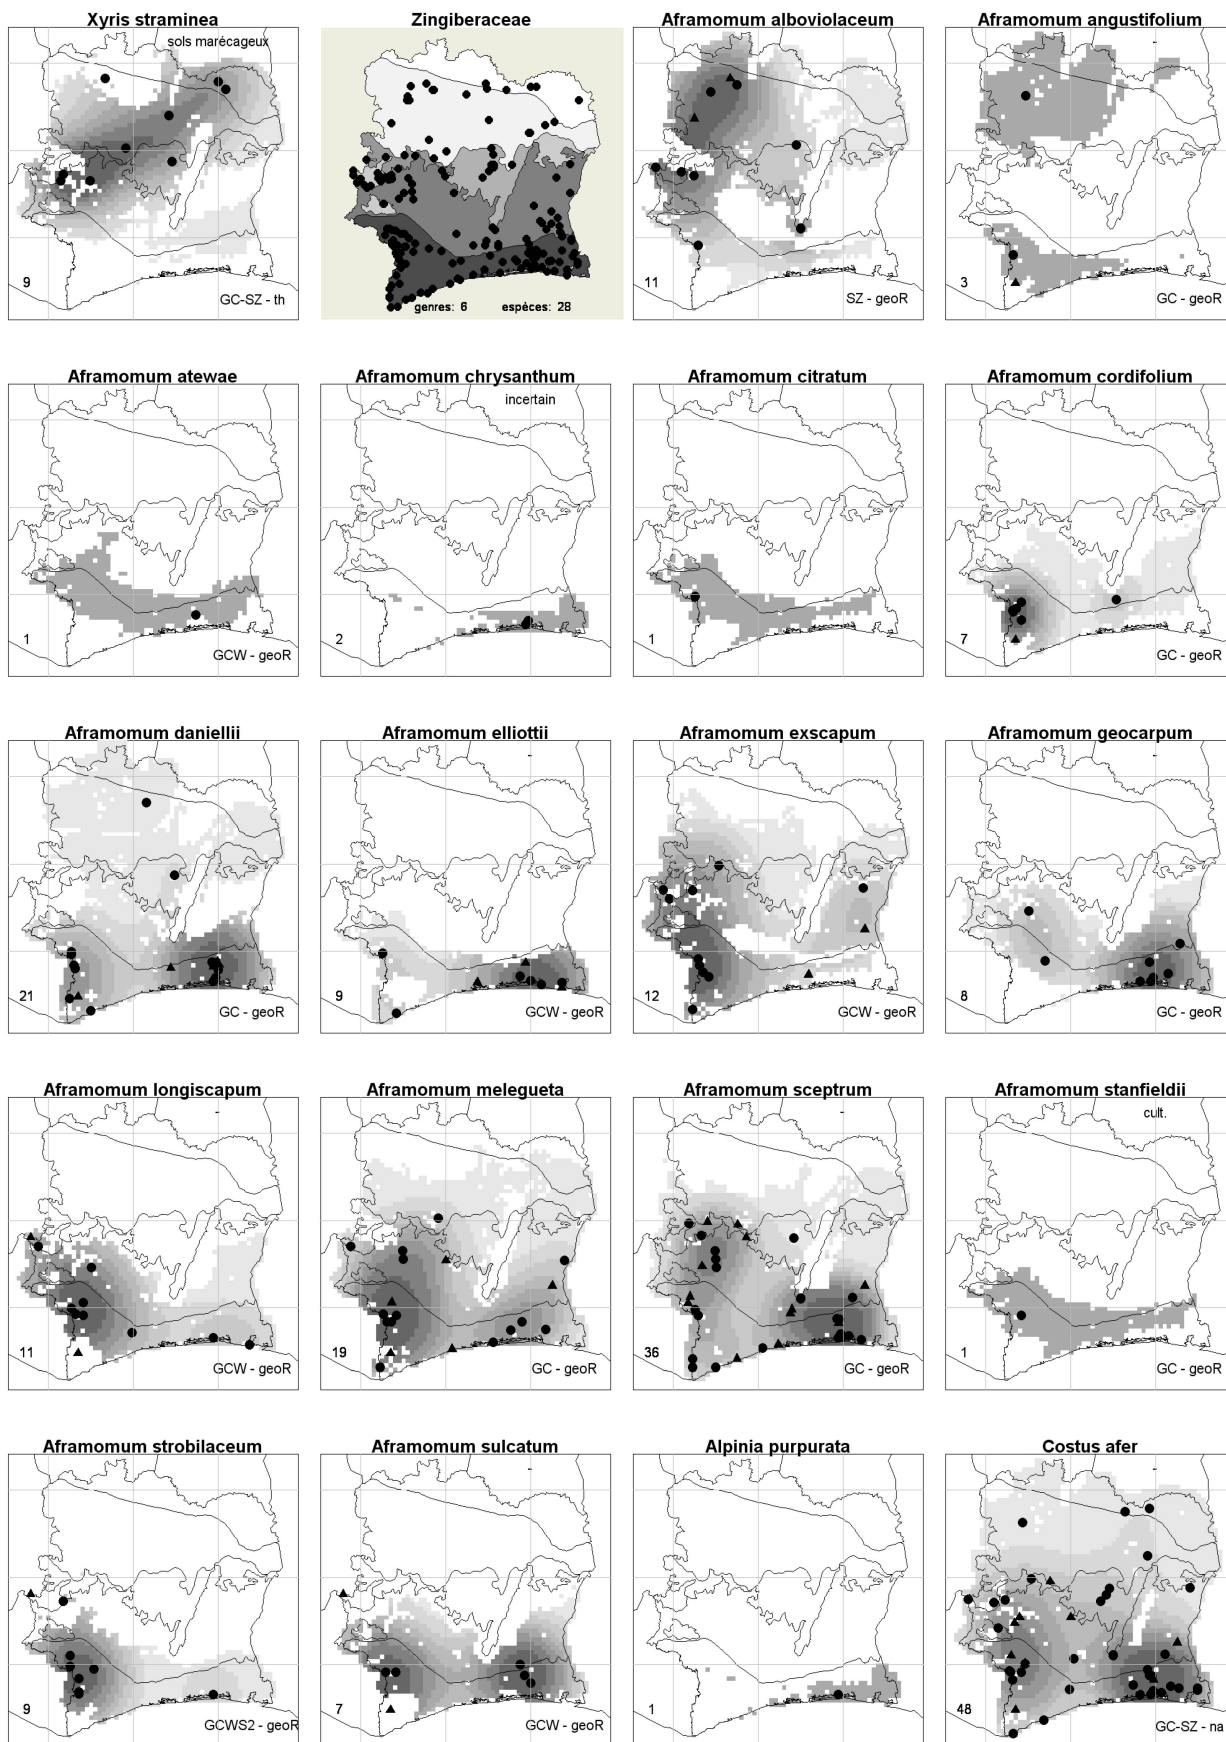 Xyris straminea
sols marécageux
9
GC-SZ - th
Zingiberaceae
genres: 6 espèces: 28
Aframomum alboviolaceum
11
SZ - geoR
Aframomum angustifolium
3
GC - geoR
Aframomum atewae
1
GCW - geoR
Aframomum chrysanthum
incertain
2
Aframomum citratum
1
Aframomum cordifolium
7
GC - geoR
Aframomum daniellii
21
GC - geoR
Aframomum elliottii
9
GCW - geoR
Aframomum exscapum
12
GCW - geoR
Aframomum geocarpum
8
GC - geoR
Aframomum longiscapum
11
GCW - geoR
Aframomum melegueta
19
GC - geoR
Aframomum sceptrum
36
GC - geoR
Aframomum stanfieldii
cult.
1
GC - geoR
Aframomum strobilaceum
9
GCWS2 - geoR
Aframomum sulcatum
7
GCW - geoR
Alpinia purpurata
1
Costus afer
48
GC-SZ - na